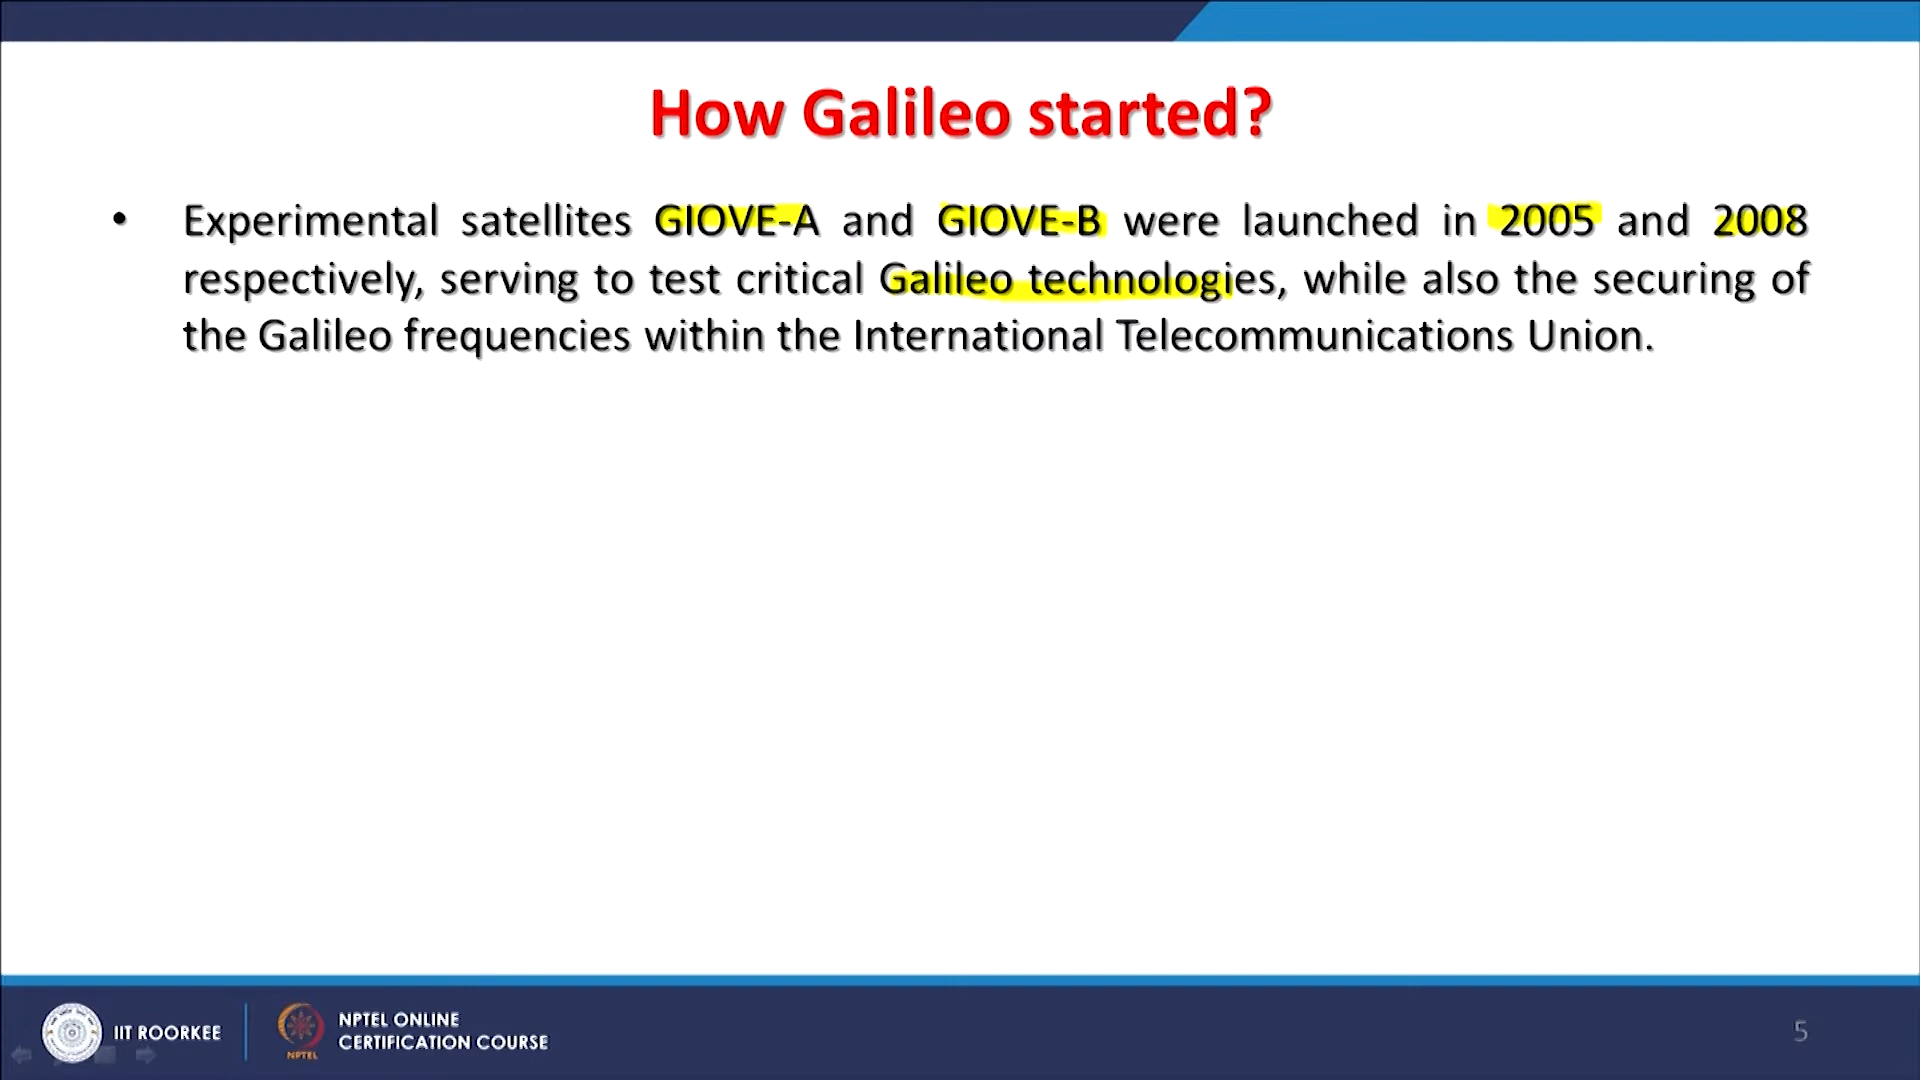 How Galileo started?
• Experimental satellites GIOVE-A and GIOVE-B were launched in 2005 and 2008
respectively, serving to test critical Galileo technologies, while also the securing of
the Galileo frequencies within the International Telecommunications Union.
IIT ROORKEE
NPTEL
NPTEL ONLINE
CERTIFICATION COURSE
5